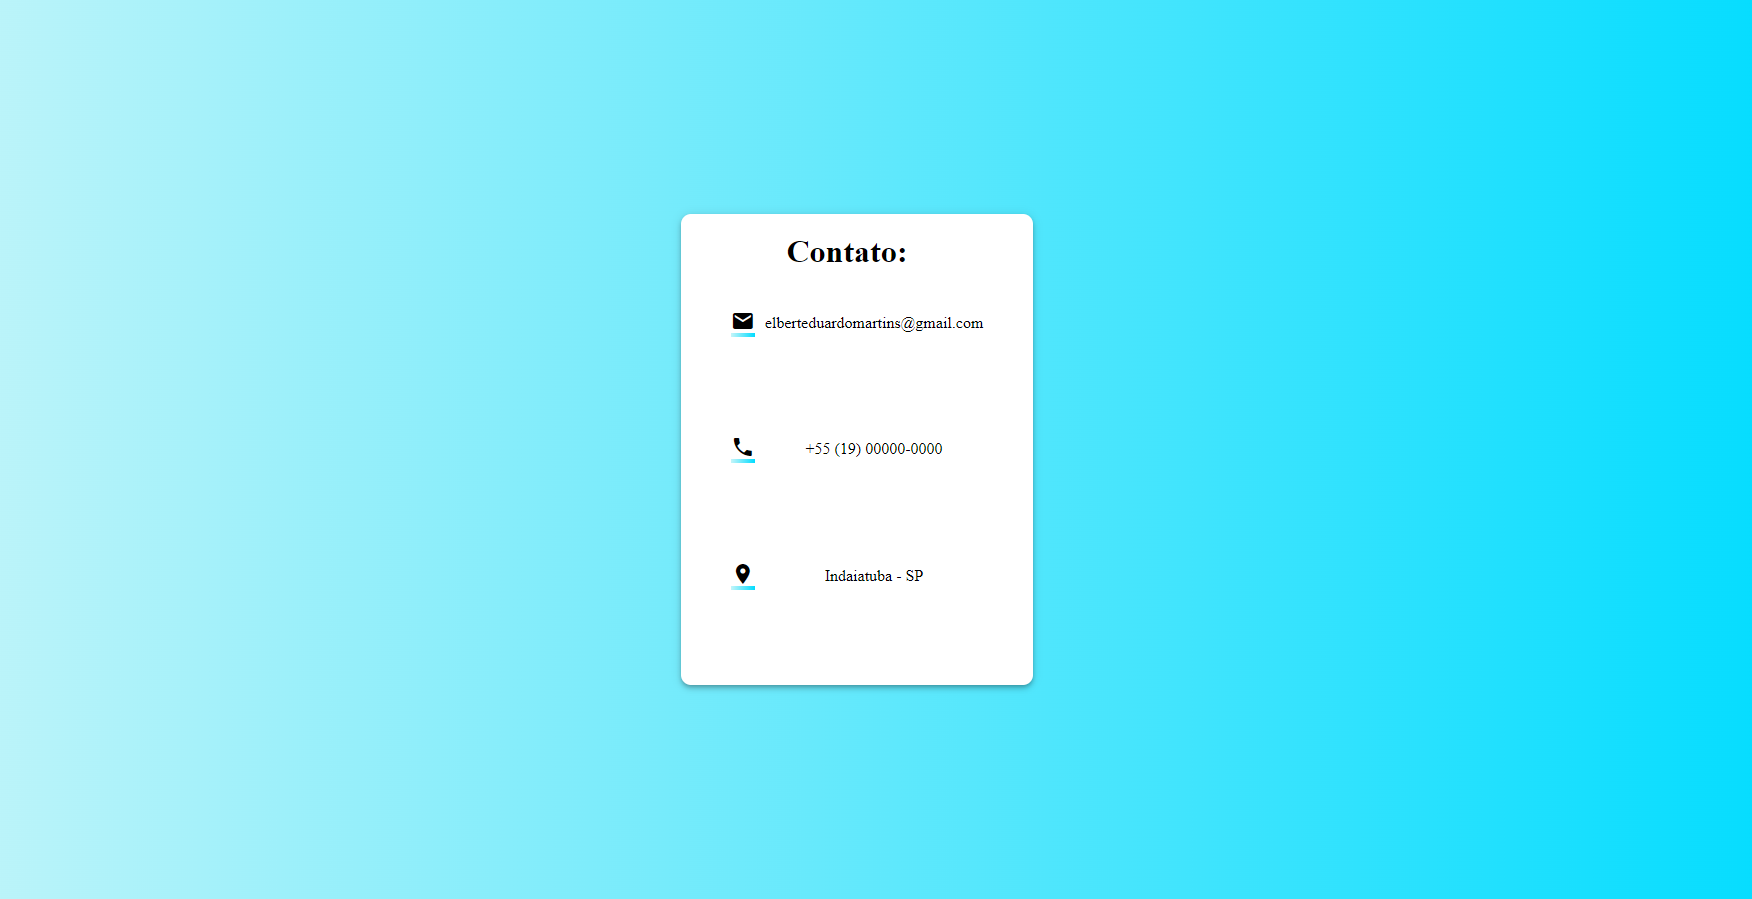 Contato:
elberteduardomartins@gmail.com
+55 (19) 00000-0000
Indaiatuba - SP